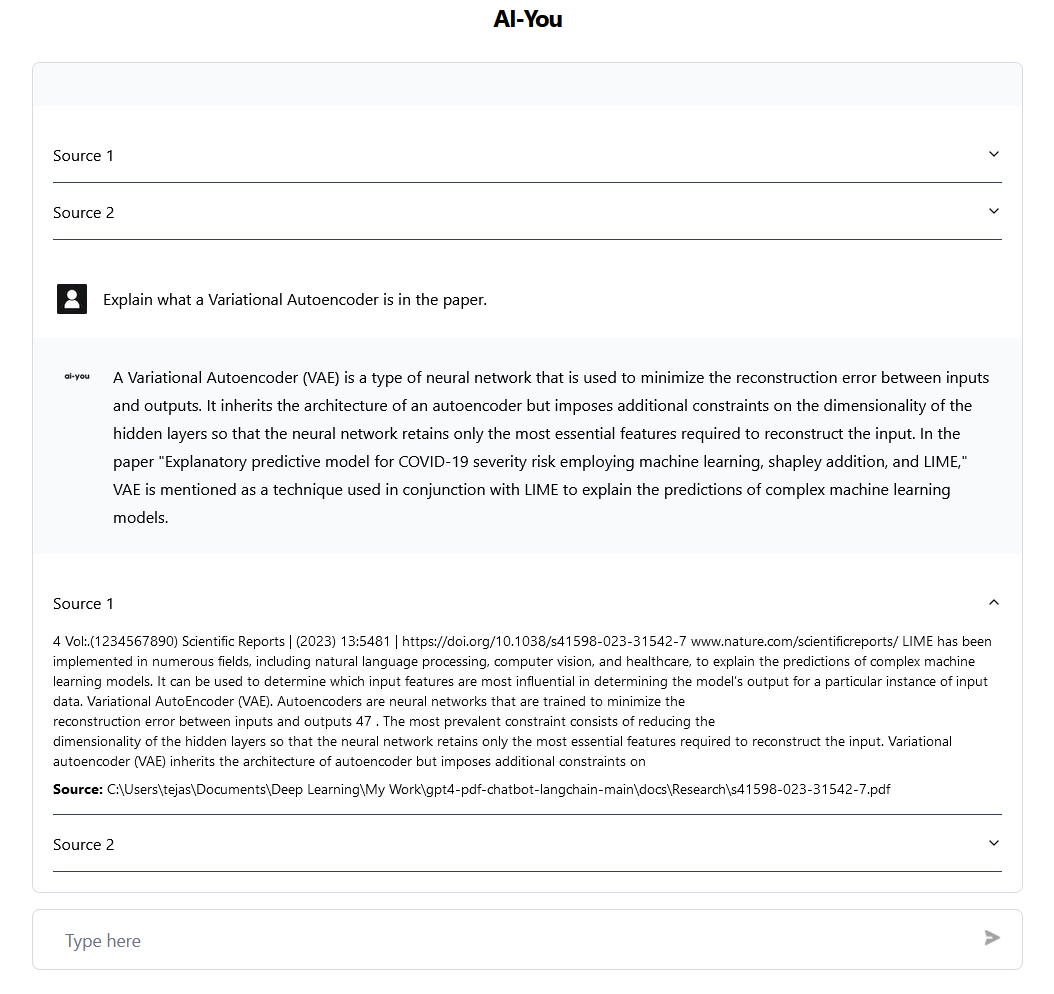 AI-You
Source 1
Source 2
Explain what a Variational Autoencoder is in the paper.
ai-you
A Variational Autoencoder (VAE) is a type of neural network that is used to minimize the reconstruction error between inputs
and outputs. It inherits the architecture of an autoencoder but imposes additional constraints on the dimensionality of the
hidden layers so that the neural network retains only the most essential features required to reconstruct the input. In the
paper "Explanatory predictive model for COVID-19 severity risk employing machine learning, shapley addition, and LIME,"
VAE is mentioned as a technique used in conjunction with LIME to explain the predictions of complex machine learning
models.
Source 1
4 Vol:.(1234567890) Scientific Reports | (2023) 13:5481 | https://doi.org/10.1038/s41598-023-31542-7 www.nature.com/scientificreports/ LIME has been
implemented in numerous fields, including natural language processing, computer vision, and healthcare, to explain the predictions of complex machine
learning models. It can be used to determine which input features are most influential in determining the model's output for a particular instance of input
data. Variational AutoEncoder (VAE). Autoencoders are neural networks that are trained to minimize the
reconstruction error between inputs and outputs 47 . The most prevalent constraint consists of reducing the
dimensionality of the hidden layers so that the neural network retains only the most essential features required to reconstruct the input. Variational
autoencoder (VAE) inherits the architecture of autoencoder but imposes additional constraints on
Source: C:\Users\tejas\Documents\Deep Learning\My Work\gpt4-pdf-chatbot-langchain-main\docs\Research\s41598-023-31542-7.pdf
Source 2
Type here